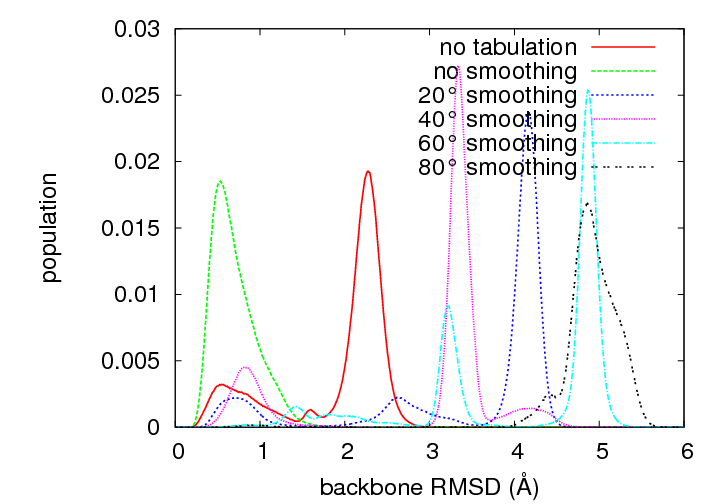 0.03
0.025
0.02
0.015
0.01
0.005
0
population
no tabulation
no smoothing
20° smoothing
40° smoothing
60° smoothing
80° smoothing
0 1 2 3 4 5 6
backbone RMSD (Å)